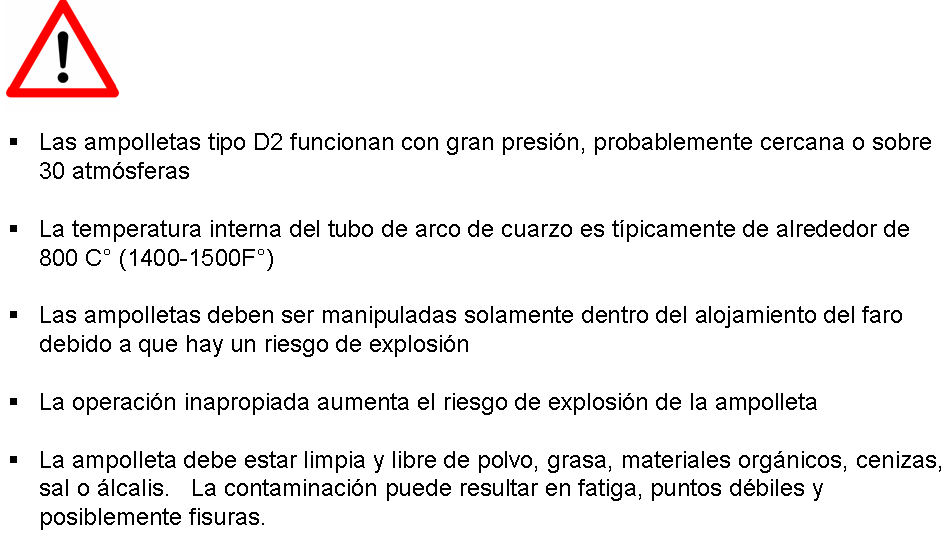 ▪ Las ampolletas tipo D2 funcionan con gran presión, probablemente cercana o sobre
30 atmósferas
▪ La temperatura interna del tubo de arco de cuarzo es típicamente de alrededor de
800 C° (1400-1500F°)
▪ Las ampolletas deben ser manipuladas solamente dentro del alojamiento del faro
debido a que hay un riesgo de explosión
▪ La operación inapropiada aumenta el riesgo de explosión de la ampolleta
▪ La ampolleta debe estar limpia y libre de polvo, grasa, materiales orgánicos, cenizas,
sal o álcalis.   La contaminación puede resultar en fatiga, puntos débiles y
posiblemente fisuras.